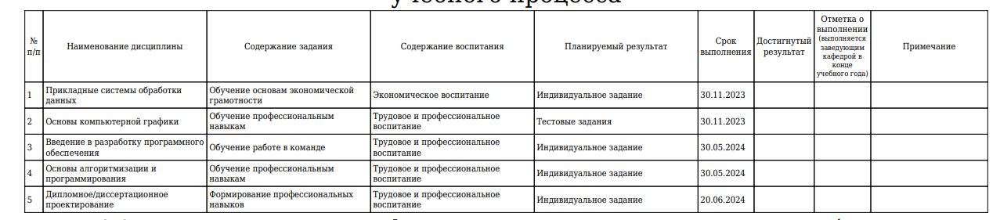 учебного процесса
№ п/п
Наименование дисциплины
Содержание задания
Содержание воспитания
Планируемый результат
Срок выполнения
Достигнутый результат
Отметка о выполнении (выполняется заведующим кафедрой в конце учебного года)
Примечание
1
Прикладные системы обработки
данных
Обучение основам экономической
грамотности
Экономическое воспитание
Индивидуальное задание
30.11.2023
2
Основы компьютерной графики
Обучение профессиональным
навыкам
Трудовое и профессиональное
воспитание
Тестовые задания
30.11.2023
3
Введение в разработку программного
обеспечения
Обучение работе в команде
Трудовое и профессиональное
воспитание
Индивидуальное задание
30.05.2024
4
Основы алгоритмизации и
программирования
Обучение профессиональным
навыкам
Трудовое и профессиональное
воспитание
Индивидуальное задание
30.05.2024
5
Дипломное/диссертационное
проектирование
Формирование профессиональных
навыков
Трудовое и профессиональное
воспитание
Индивидуальное задание
20.06.2024